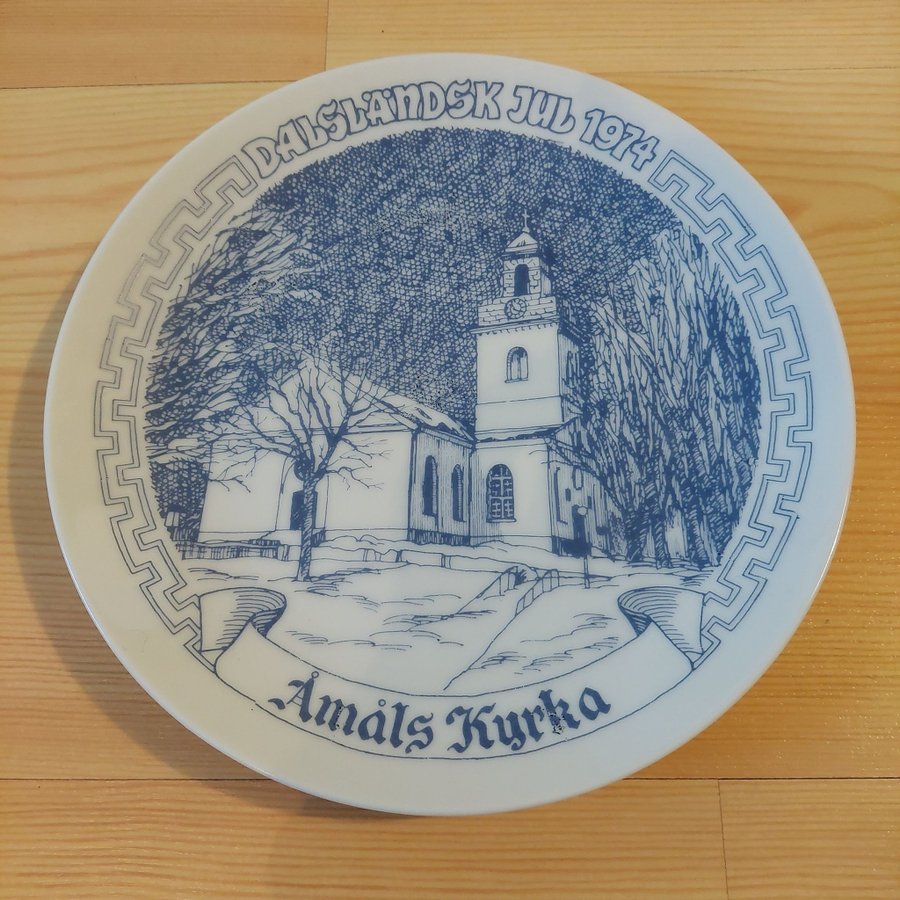 DALSLÄNDSK JUL 1974
Åmåls Kyrka